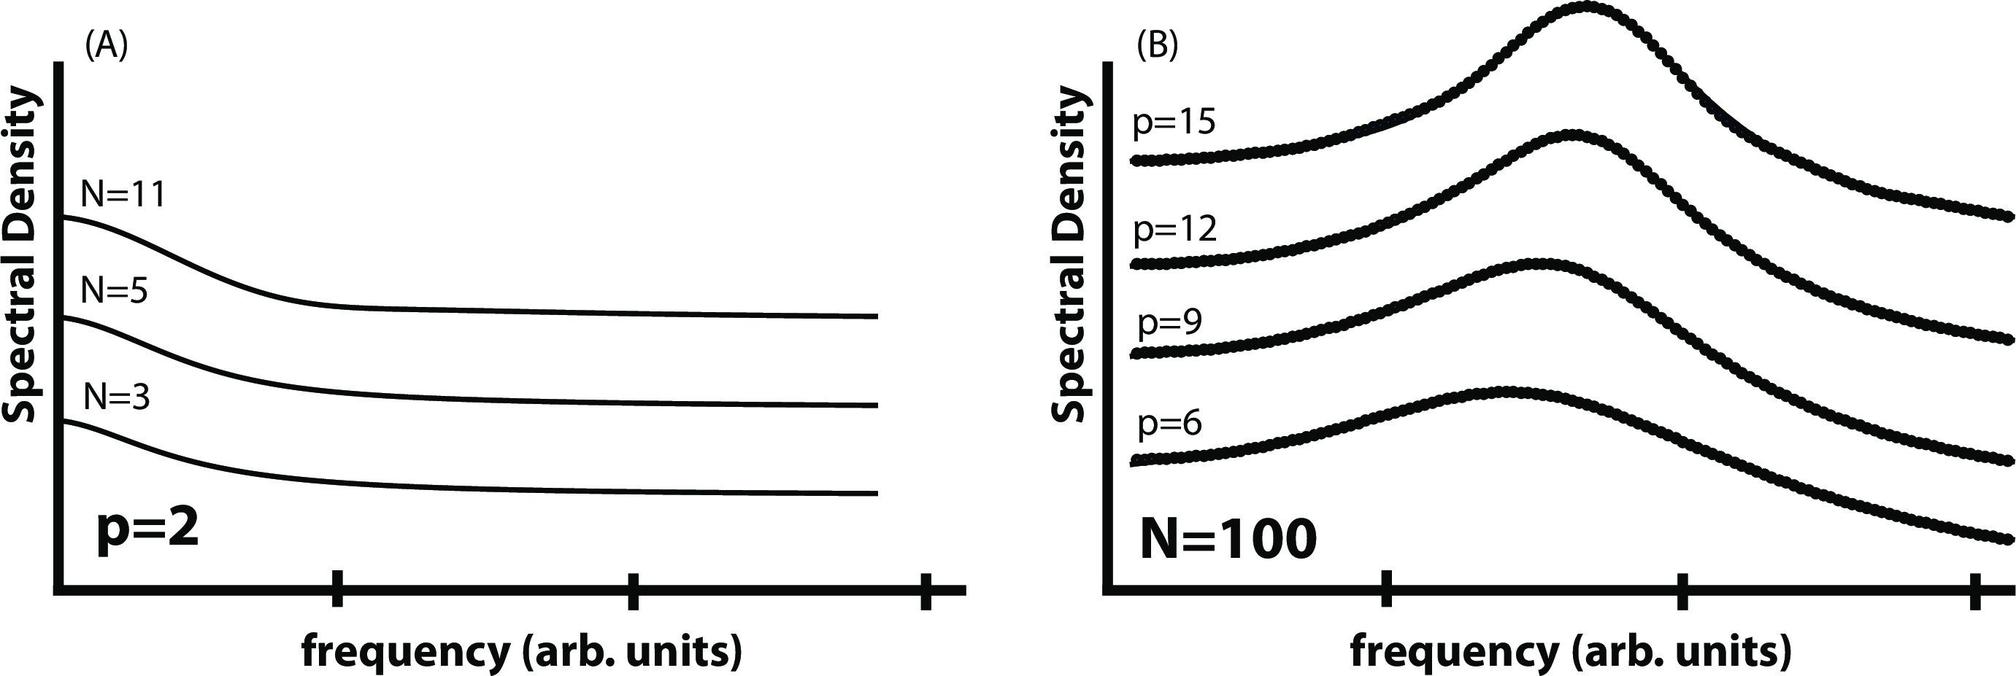 (A)
Spectral Density
N=11
N=5
N=3
p=2
frequency (arb. units)
(B)
Spectral Density
p=15
p=12
p=9
p=6
N=100
frequency (arb. units)